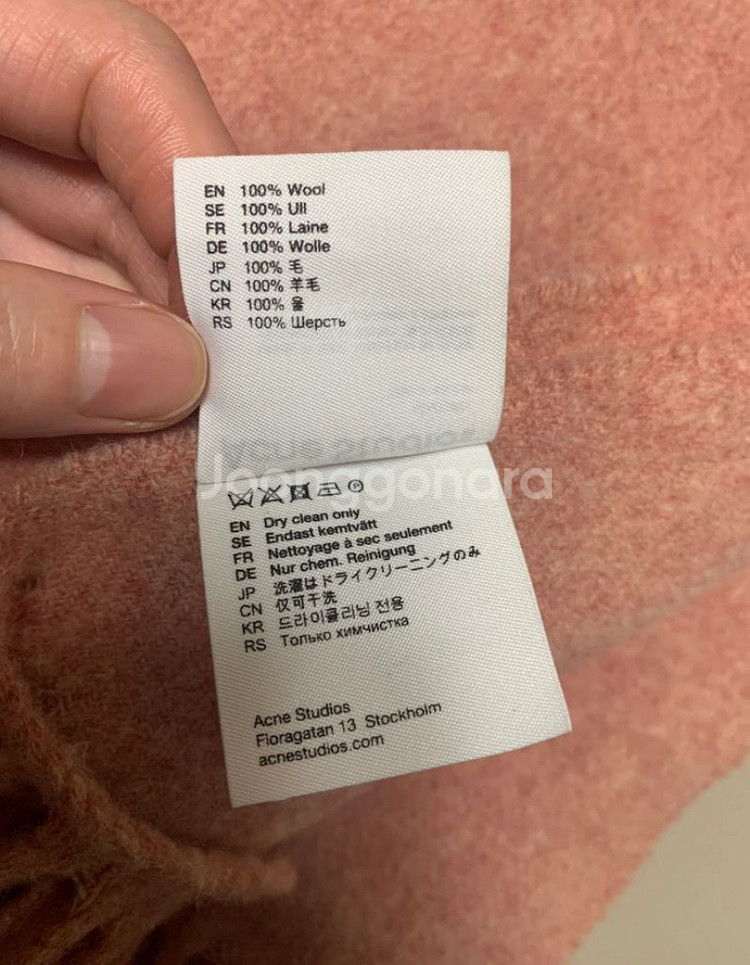 EN 100% Wool
SE 100% Ull
FR 100% Laine
DE 100% Wolle
JP 100% 毛
CN 100% 羊毛
KR 100% 울
RS 100% Шерсть
Joonggonara
EN Dry clean only
SE Endast kemtvätt
FR Nettoyage à sec seulement
DE Nur chem. Reinigung
JP 洗濯はドライクリーニングのみ
CN 仅可干洗
KR 드라이클리닝 전용
RS Только химчистка
Acne Studios
Floragatan 13 Stockholm
acnestudios.com